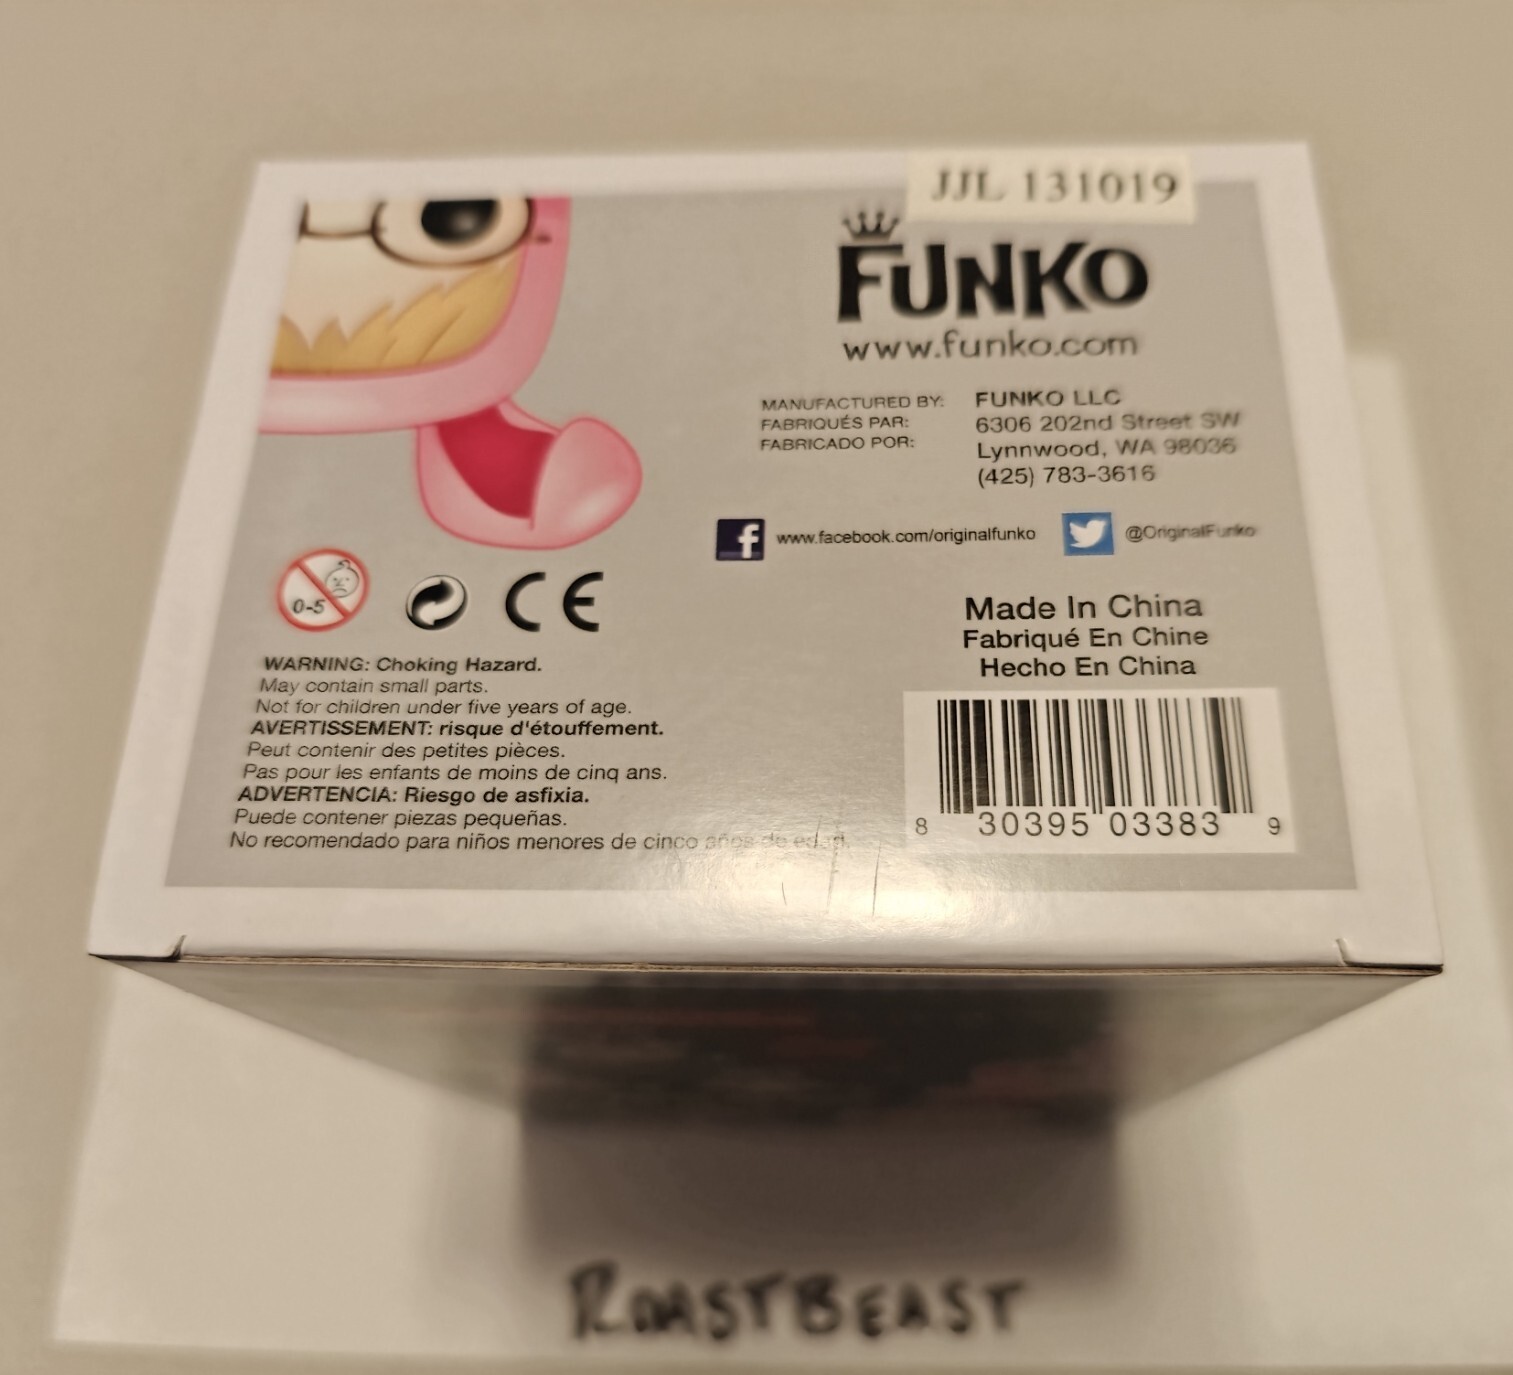 JJL 131019
FUNKO
www.funko.com
MANUFACTURED BY: FUNKO LLC
FABRIQUÉS PAR: 6306 202nd Street SW
FABRICADO POR: Lynnwood, WA 98036
(425) 783-3616
f www.facebook.com/originalfunko @OriginalFunko
0-5 CE
Made In China
Fabriqué En Chine
Hecho En China
WARNING: Choking Hazard.
May contain small parts.
Not for children under five years of age.
AVERTISSEMENT: risque d'étouffement.
Peut contenir des petites pièces.
Pas pour les enfants de moins de cinq ans.
ADVERTENCIA: Riesgo de asfixia.
Puede contener piezas pequeñas.
No recomendado para niños menores de cinco años de edad.
8 30395 03383 9
ROASTBEAST